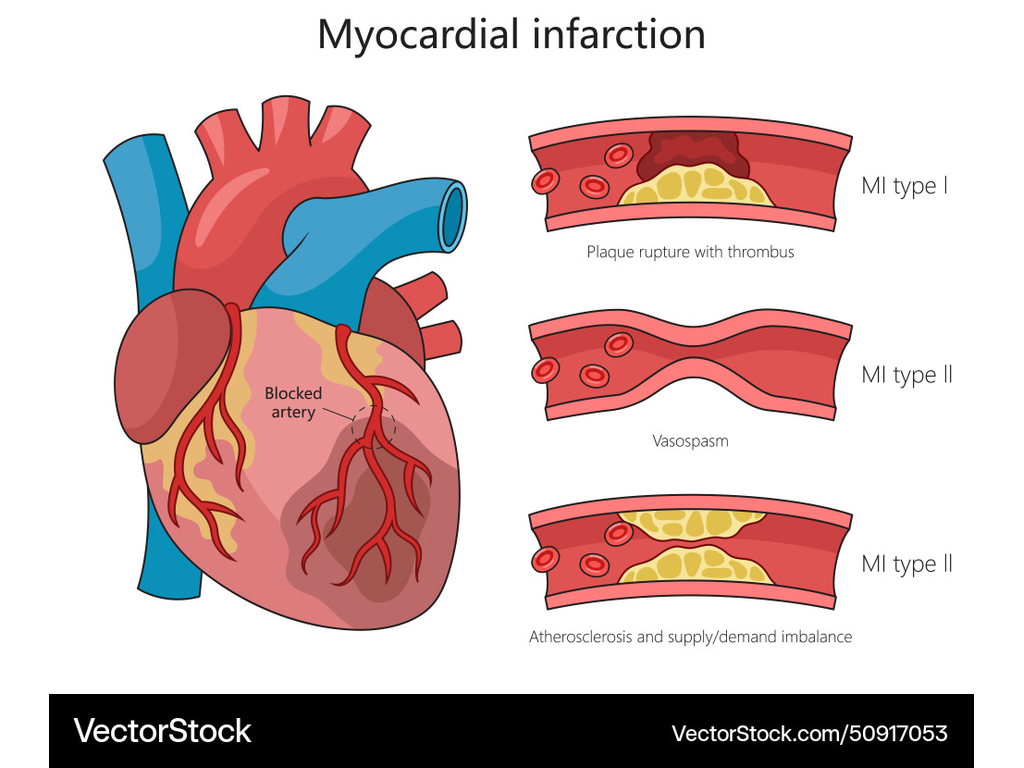 Myocardial infarction
MI type I
Plaque rupture with thrombus
Blocked
artery
MI type II
Vasospasm
MI type II
Atherosclerosis and supply/demand imbalance
VectorStock
VectorStock.com/50917053